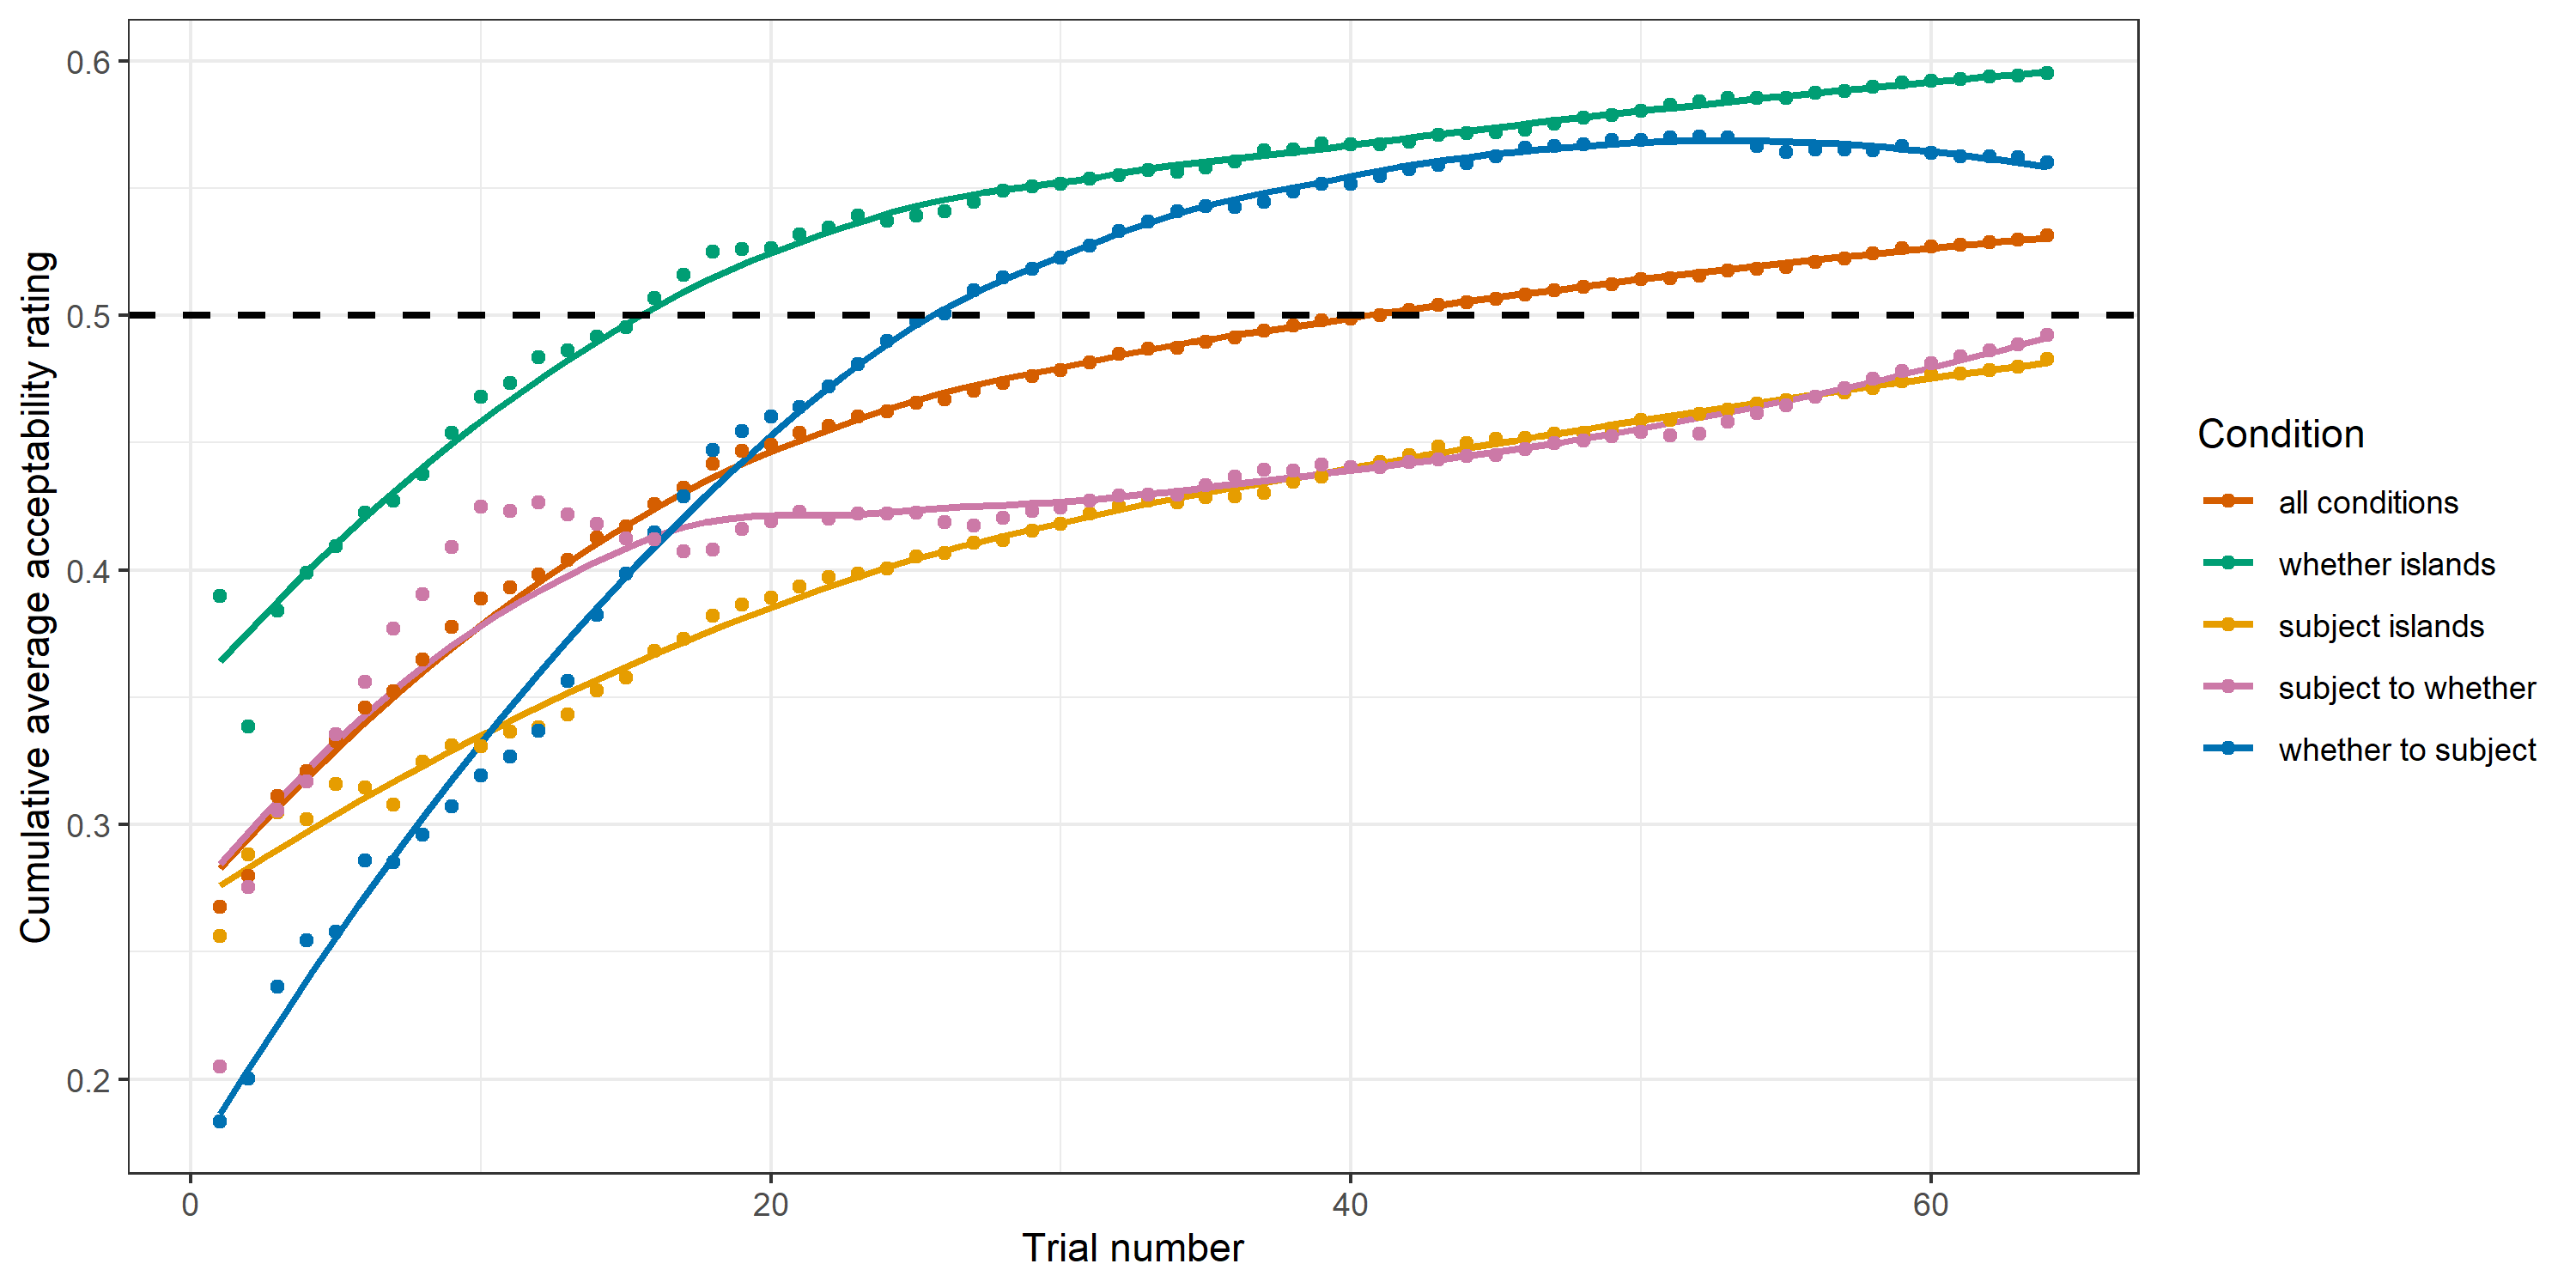 Cumulative average acceptability rating
0.6
0.5
0.4
0.3
0.2
0 20 40 60
Trial number
Condition
all conditions
whether islands
subject islands
subject to whether
whether to subject